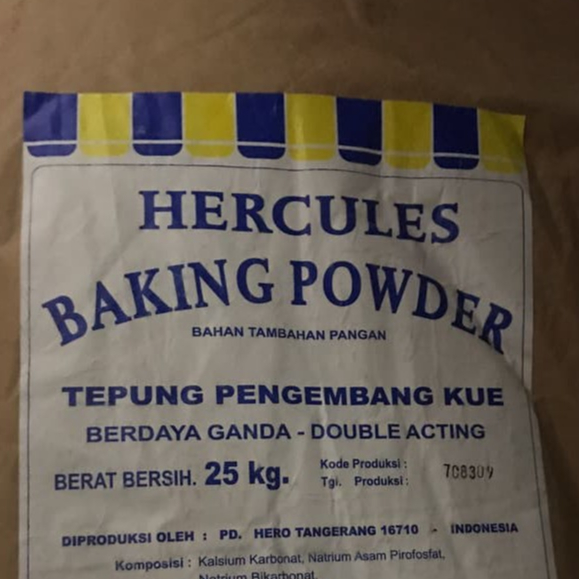 HERCULES
BAKING POWDER
BAHAN TAMBAHAN PANGAN
TEPUNG PENGEMBANG KUE
BERDAYA GANDA - DOUBLE ACTING
BERAT BERSIH. 25 kg.
Kode Produksi :
Tgl. Produksi :
DIPRODUKSI OLEH : PD. HERO TANGERANG 16710 - INDONESIA
Komposisi : Kalsium Karbonat, Natrium Asam Pirofosfat,
Natrium Bikarbonat.